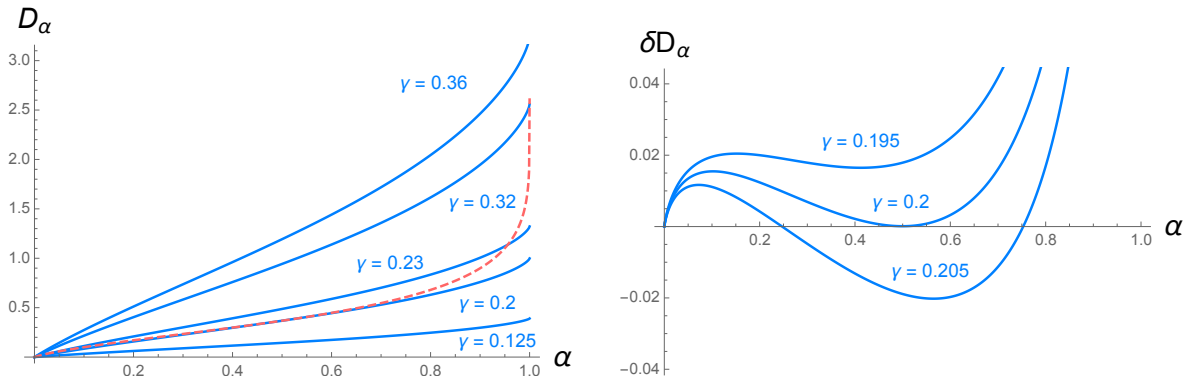 D_α
3.0
γ = 0.36
2.5
2.0
γ = 0.32
1.5
1.0
γ = 0.23
0.5
γ = 0.2
γ = 0.125
0.2 0.4 0.6 0.8 1.0 α
δD_α
0.04
γ = 0.195
0.02
γ = 0.2
0.2 0.4 0.6 0.8 1.0 α
γ = 0.205
−0.02
−0.04